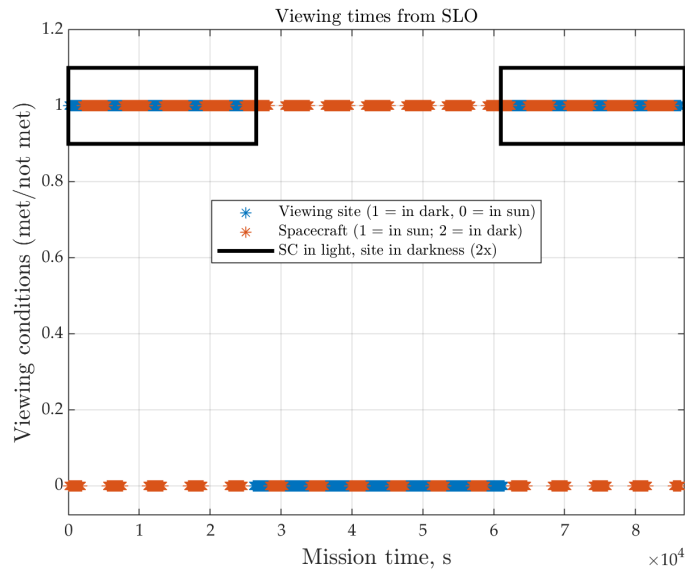 Viewing times from SLO
Viewing conditions (met/not met)
1.2
1
0.8
0.6
0.4
0.2
0
Viewing site (1 = in dark, 0 = in sun)
Spacecraft (1 = in sun; 2 = in dark)
SC in light, site in darkness (2x)
0 1 2 3 4 5 6 7 8
×10⁴
Mission time, s